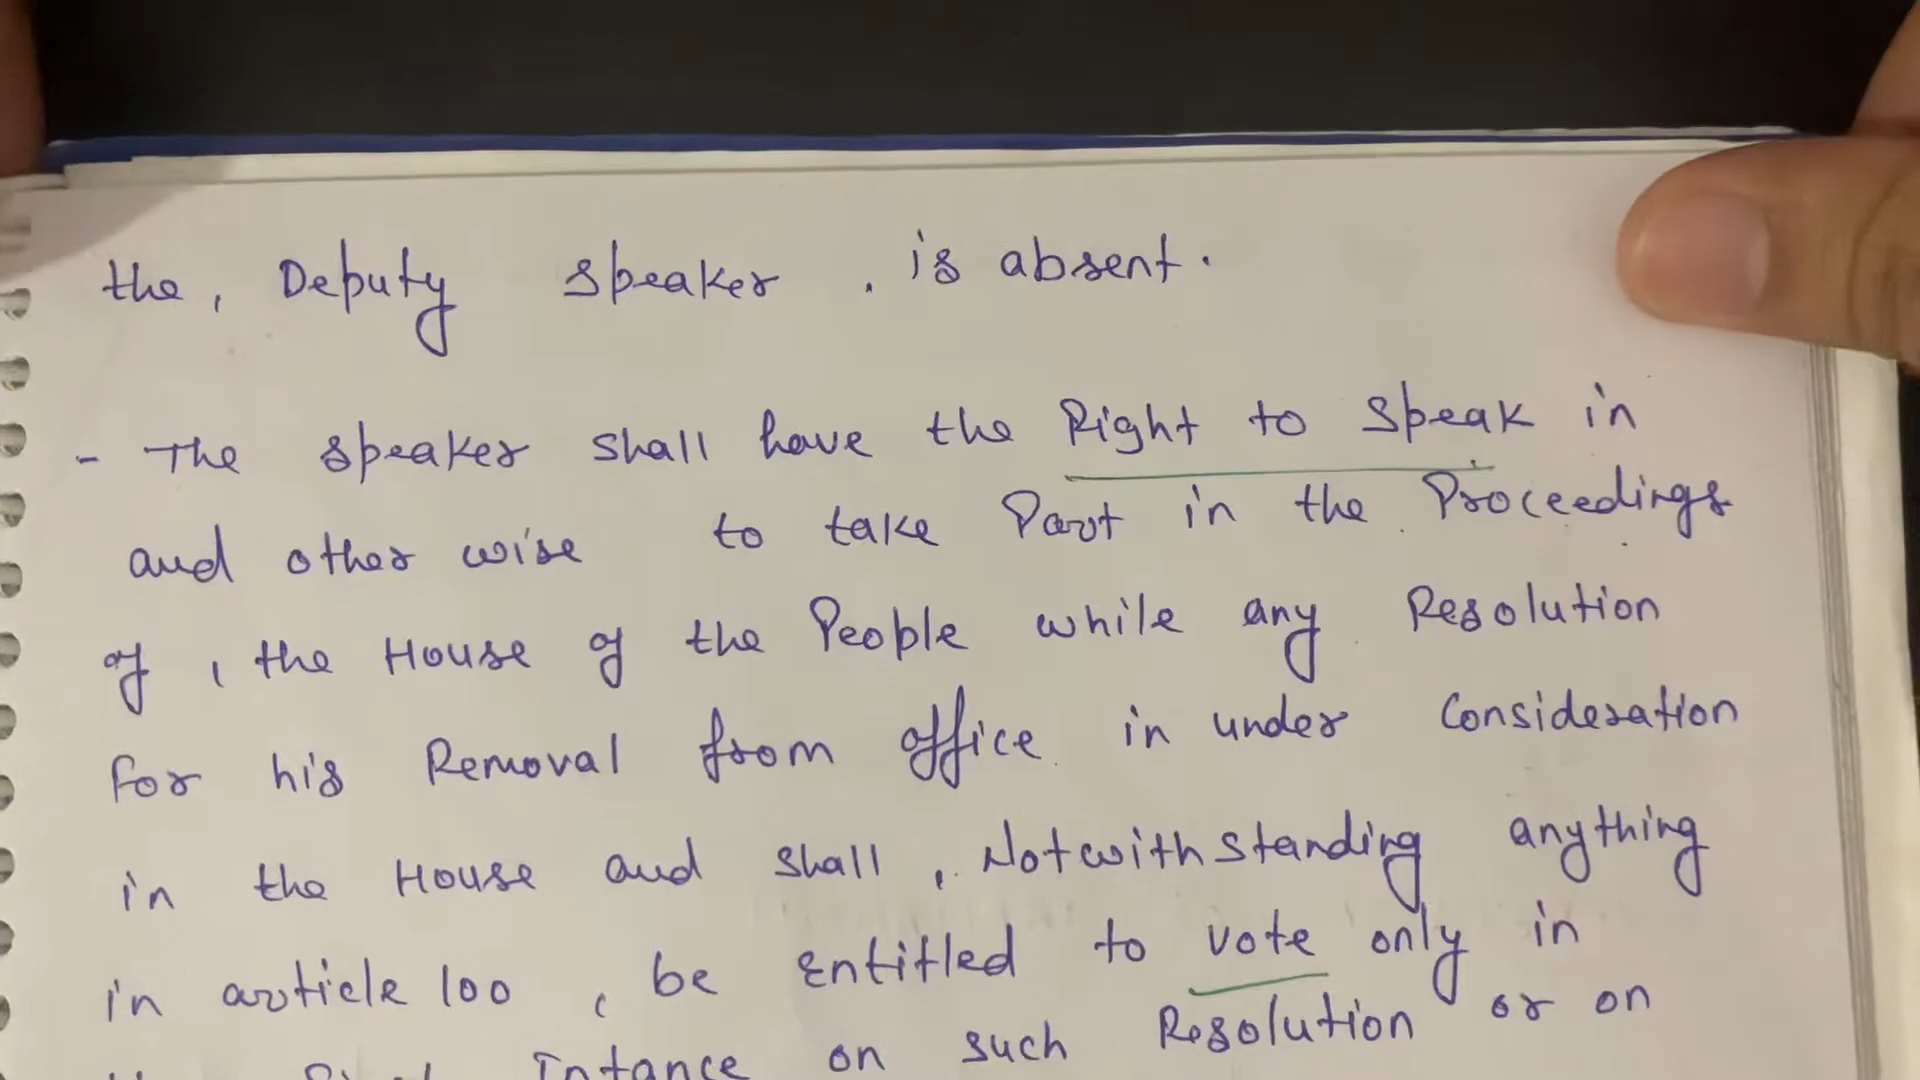 the, Deputy Speaker, is absent.
- The Speaker shall have the Right to Speak in
and other wise to take Part in the Proceedings
of, the House of the People while any Resolution
for his Removal from office in under Consideration
in the House and shall, Notwithstanding anything
in article 100, be entitled to vote only in
Intance on such Resolution or on